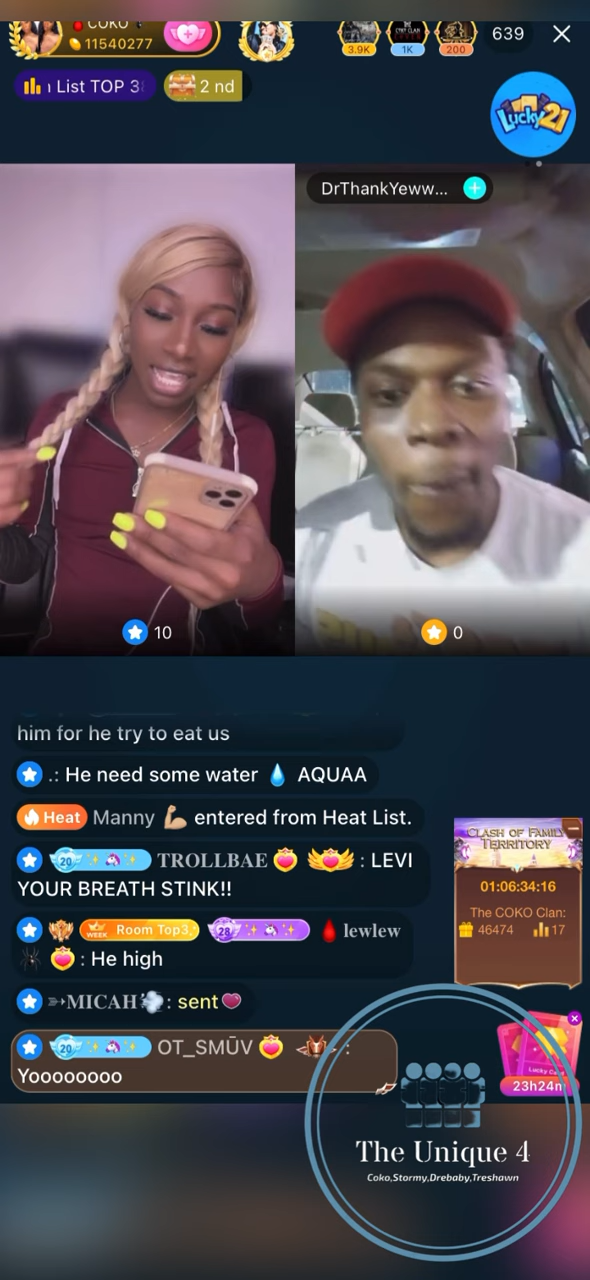 COKO
11540277
3.9K
1K
200
639
List TOP 3
2 nd
Lucky21
DrThankYeww...
10
0
him for he try to eat us
.: He need some water 💧 AQUAA
Heat Manny 💪🏼 entered from Heat List.
20 TROLLBAE : LEVI
YOUR BREATH STINK!!
WEEK Room Top3 28 🩸 lewlew
🕷 : He high
➳MICAH💨: sent💜
20 OT_SMŪV :
Yoooooooo
CLASH OF FAMILY
TERRITORY
01:06:34:16
The COKO Clan:
46474 17
Lucky Card
23h24m
The Unique 4
Coko,Stormy,Drebaby,Treshawn